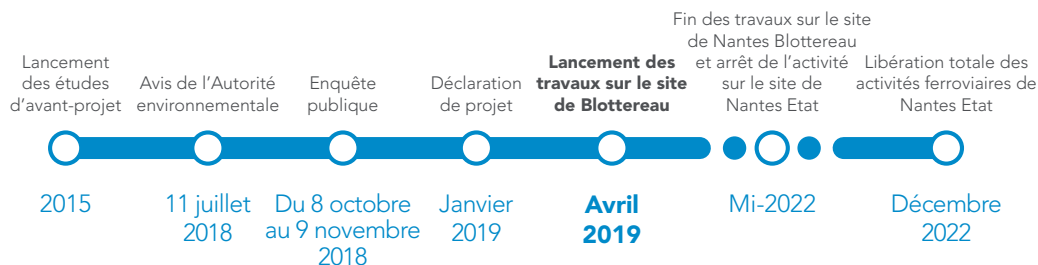 Lancement
des études
d'avant-projet
Avis de l'Autorité
environnementale
Enquête
publique
Déclaration
de projet
Lancement des
travaux sur le site
de Blottereau
Fin des travaux sur le site
de Nantes Blottereau
et arrêt de l'activité
sur le site de
Nantes Etat
Libération totale des
activités ferroviaires de
Nantes Etat
2015
11 juillet
2018
Du 8 octobre
au 9 novembre
2018
Janvier
2019
Avril
2019
Mi-2022
Décembre
2022